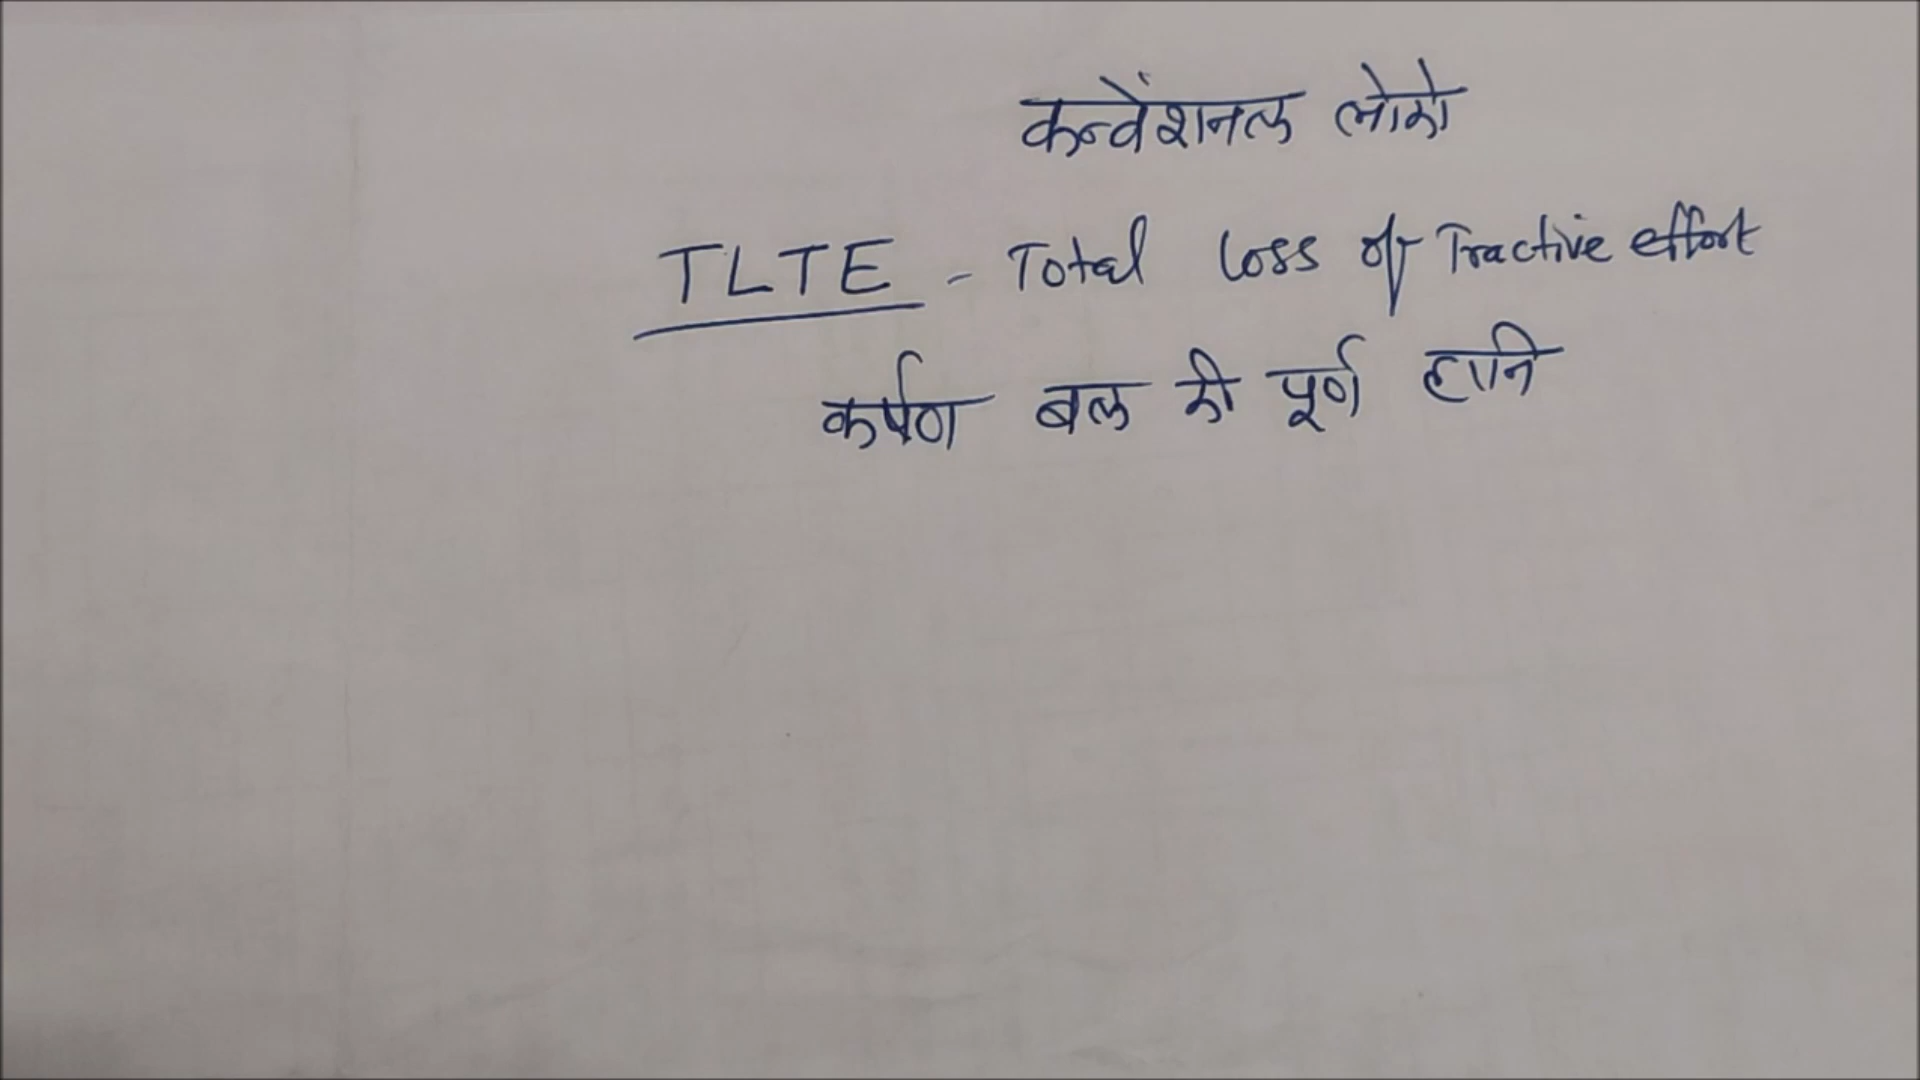 कन्वेंशनल लोको
TLTE - Total loss of Tractive effort
कर्षण बल की पूर्ण हानि